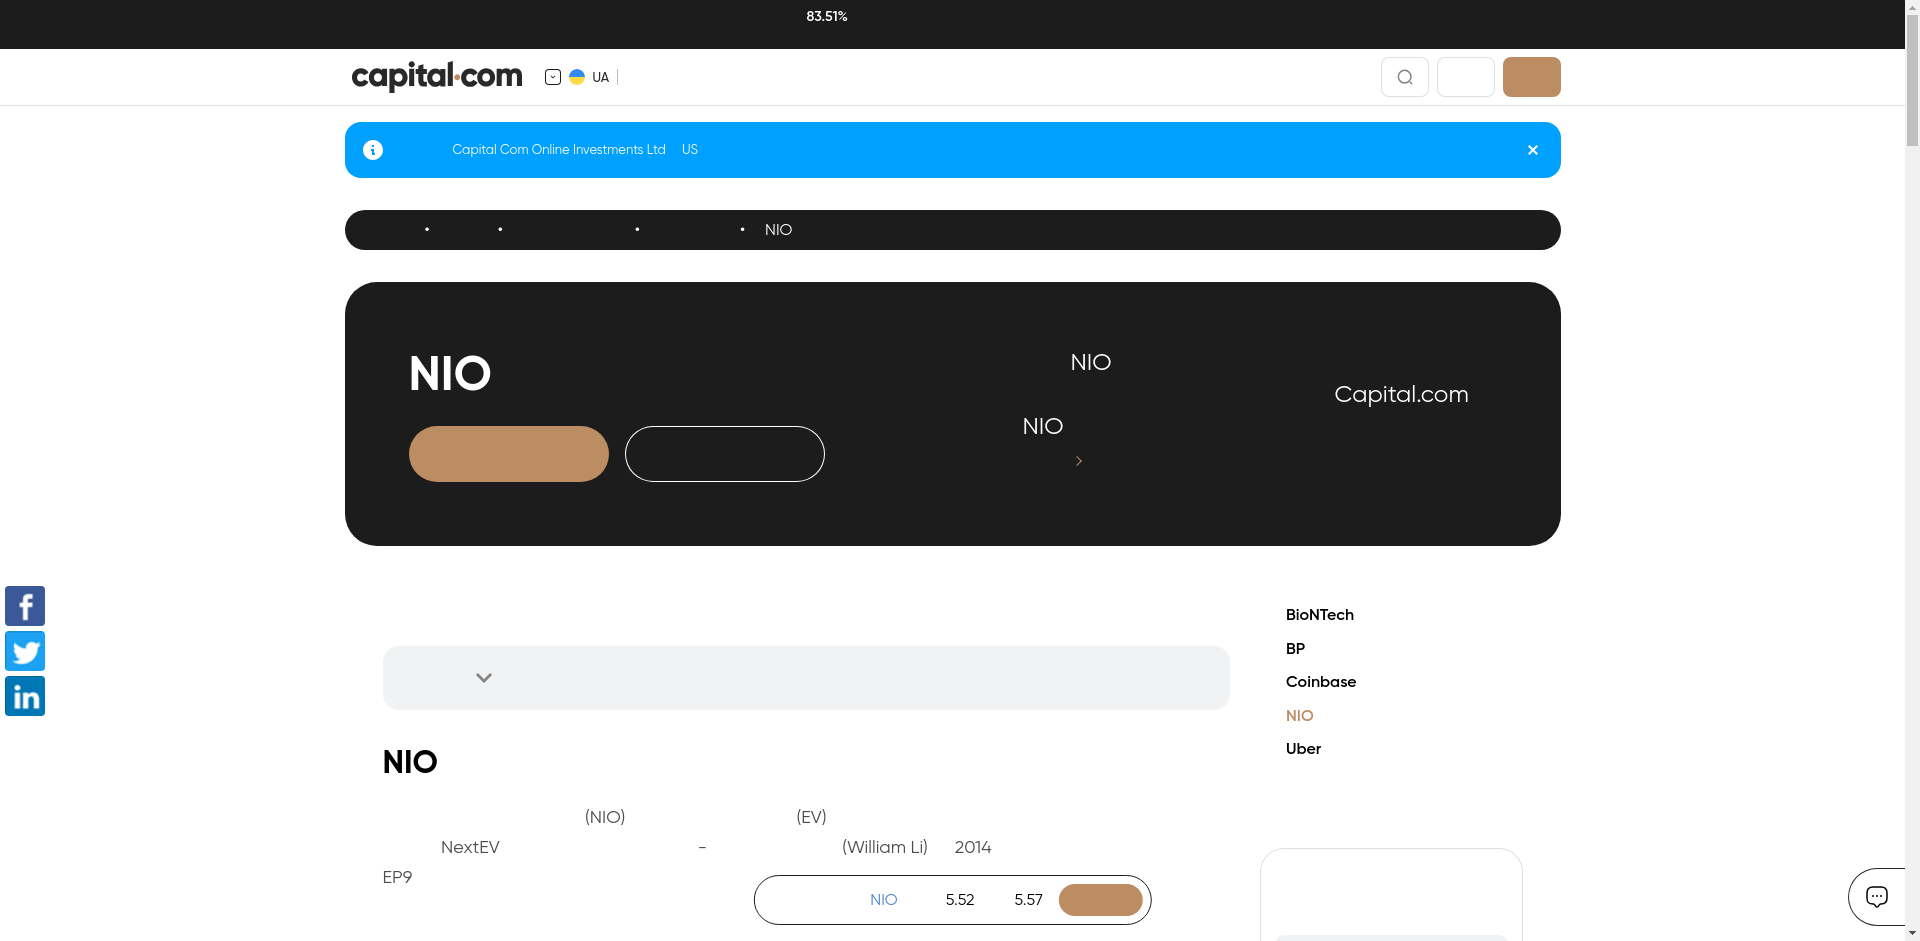 83.51%
capital.com
UA
Capital Com Online Investments Ltd US
• • • • NIO
NIO
NIO
Capital.com
NIO
BioNTech
BP
Coinbase
NIO
Uber
NIO
(NIO) (EV)
NextEV - (William Li) 2014
EP9
NIO 5.52 5.57